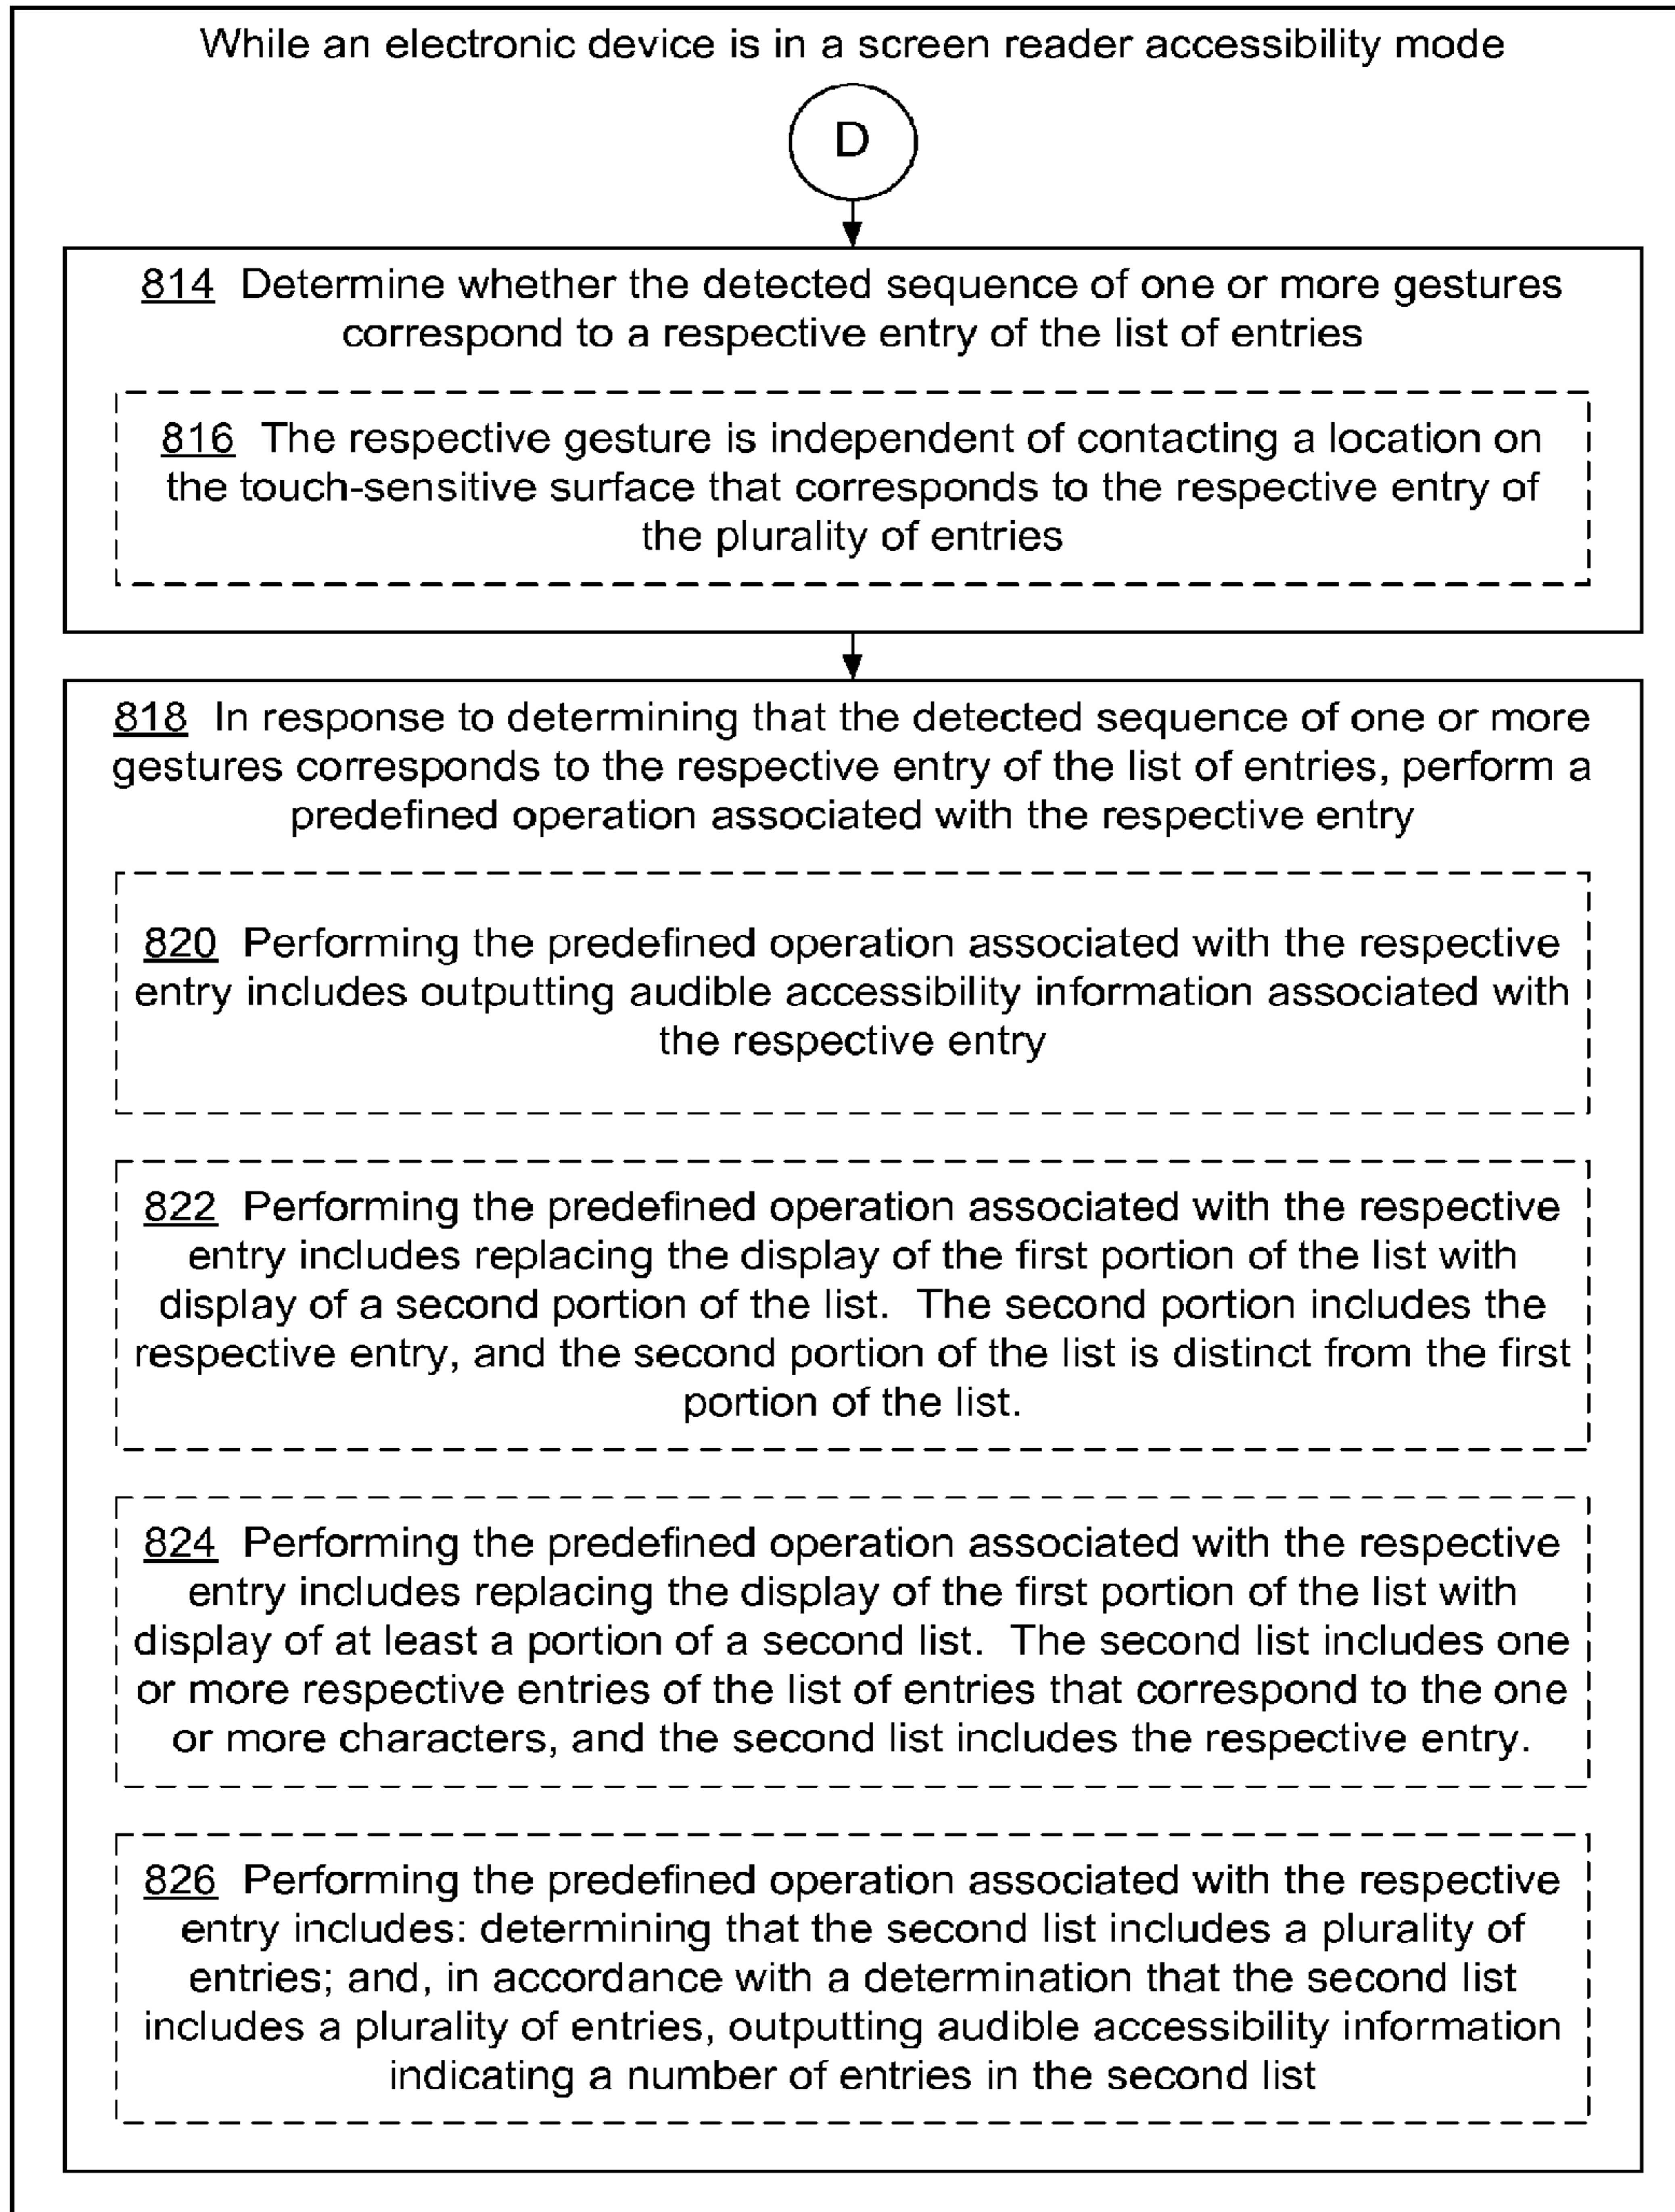 While an electronic device is in a screen reader accessibility mode
D
814 Determine whether the detected sequence of one or more gestures
correspond to a respective entry of the list of entries
816 The respective gesture is independent of contacting a location on
the touch-sensitive surface that corresponds to the respective entry of
the plurality of entries
818 In response to determining that the detected sequence of one or more
gestures corresponds to the respective entry of the list of entries, perform a
predefined operation associated with the respective entry
820 Performing the predefined operation associated with the respective
entry includes outputting audible accessibility information associated with
the respective entry
822 Performing the predefined operation associated with the respective
entry includes replacing the display of the first portion of the list with
display of a second portion of the list. The second portion includes the
respective entry, and the second portion of the list is distinct from the first
portion of the list.
824 Performing the predefined operation associated with the respective
entry includes replacing the display of the first portion of the list with
display of at least a portion of a second list. The second list includes one
or more respective entries of the list of entries that correspond to the one
or more characters, and the second list includes the respective entry.
826 Performing the predefined operation associated with the respective
entry includes: determining that the second list includes a plurality of
entries; and, in accordance with a determination that the second list
includes a plurality of entries, outputting audible accessibility information
indicating a number of entries in the second list